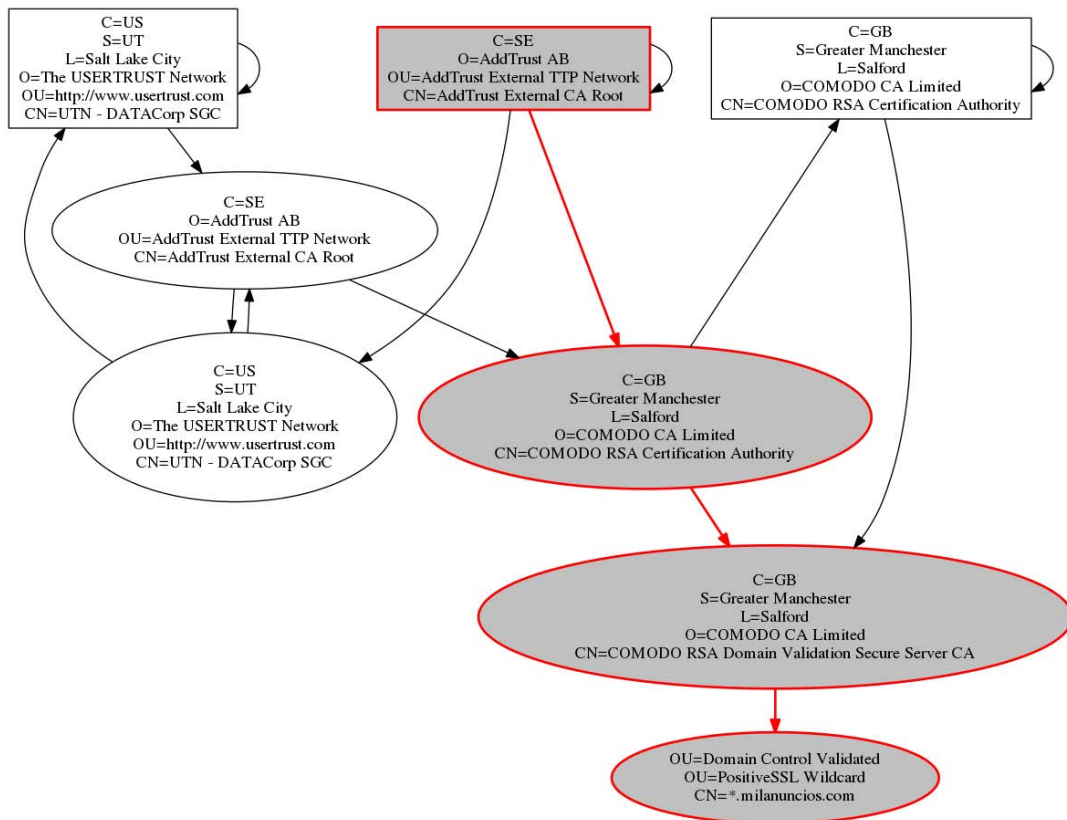 C=US
S=UT
L=Salt Lake City
O=The USERTRUST Network
OU=http://www.usertrust.com
CN=UTN - DATACorp SGC
C=SE
O=AddTrust AB
OU=AddTrust External TTP Network
CN=AddTrust External CA Root
C=GB
S=Greater Manchester
L=Salford
O=COMODO CA Limited
CN=COMODO RSA Certification Authority
C=SE
O=AddTrust AB
OU=AddTrust External TTP Network
CN=AddTrust External CA Root
C=US
S=UT
L=Salt Lake City
O=The USERTRUST Network
OU=http://www.usertrust.com
CN=UTN - DATACorp SGC
C=GB
S=Greater Manchester
L=Salford
O=COMODO CA Limited
CN=COMODO RSA Certification Authority
C=GB
S=Greater Manchester
L=Salford
O=COMODO CA Limited
CN=COMODO RSA Domain Validation Secure Server CA
OU=Domain Control Validated
OU=PositiveSSL Wildcard
CN=*.milanuncios.com